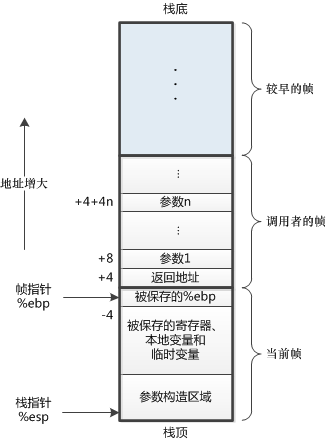 栈底
较早的帧
地址增大
+4+4n
参数n
调用者的帧
+8
参数1
+4
返回地址
帧指针
%ebp
被保存的%ebp
-4
被保存的寄存器、
本地变量和
临时变量
当前帧
参数构造区域
栈指针
%esp
栈顶